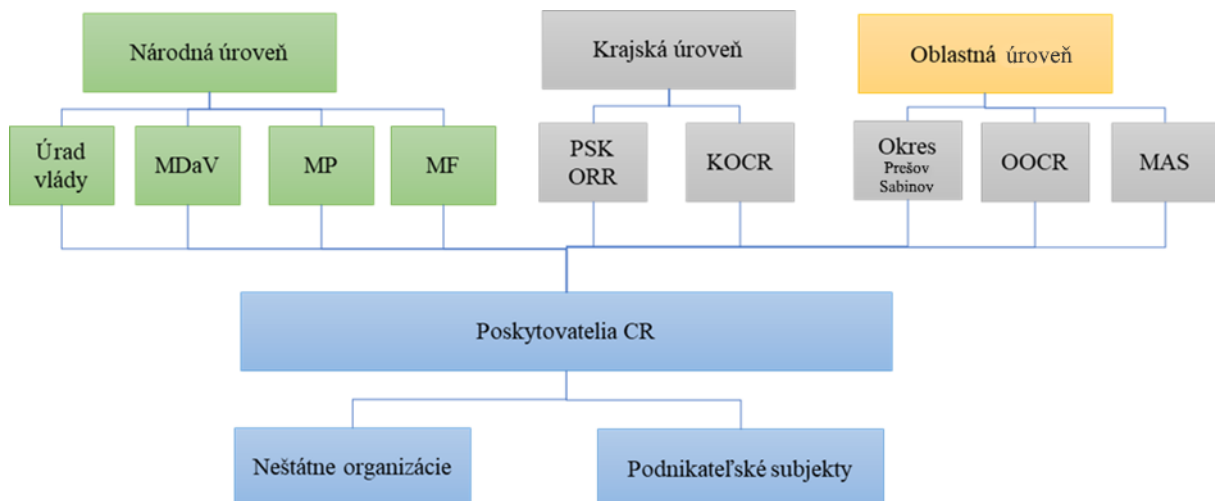 Národná úroveň
Krajská úroveň
Oblastná úroveň
Úrad
vlády
MDaV
MP
MF
PSK
ORR
KOCR
Okres
Prešov
Sabinov
OOCR
MAS
Poskytovatelia CR
Neštátne organizácie
Podnikateľské subjekty